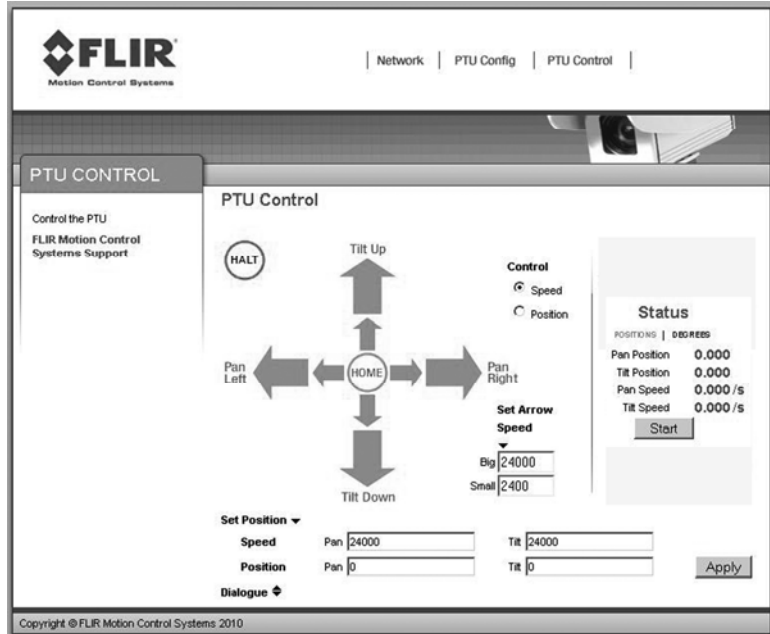 FLIR
Motion Control Systems
Network | PTU Config | PTU Control
PTU CONTROL
Control the PTU
FLIR Motion Control
Systems Support
PTU Control
HALT
Tilt Up
Pan
Left
HOME
Pan
Right
Tilt Down
Control
Speed
Position
Set Arrow
Speed
Big 24000
Small 2400
Status
POSITIONS | DEGREES
Pan Position 0.000
Tilt Position 0.000
Pan Speed 0.000 /s
Tilt Speed 0.000 /s
Start
Set Position
Speed Pan 24000 Tilt 24000
Position Pan 0 Tilt 0
Apply
Dialogue
Copyright © FLIR Motion Control Systems 2010